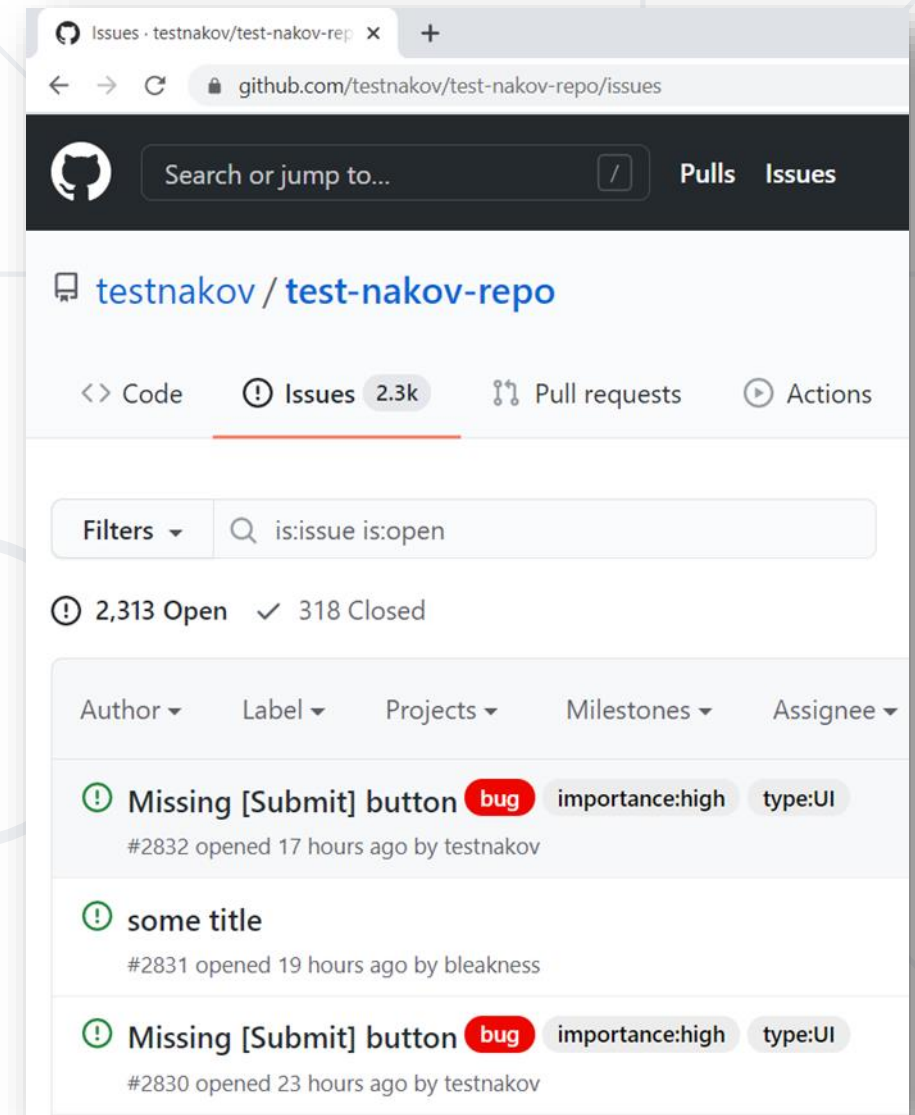 Issues · testnakov/test-nakov-rep
github.com/testnakov/test-nakov-repo/issues
Search or jump to... / Pulls Issues
testnakov / test-nakov-repo
<> Code Issues 2.3k Pull requests Actions
Filters is:issue is:open
2,313 Open 318 Closed
Author Label Projects Milestones Assignee
Missing [Submit] button bug importance:high type:UI
#2832 opened 17 hours ago by testnakov
some title
#2831 opened 19 hours ago by bleakness
Missing [Submit] button bug importance:high type:UI
#2830 opened 23 hours ago by testnakov